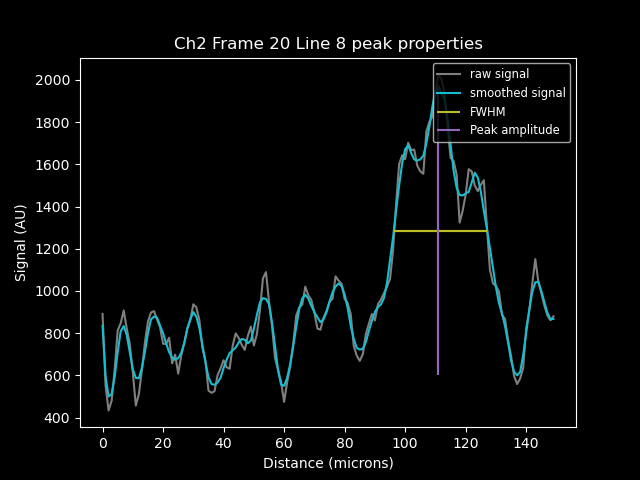 Ch2 Frame 20 Line 8 peak properties
raw signal
smoothed signal
FWHM
Peak amplitude
Signal (AU)
2000
1800
1600
1400
1200
1000
800
600
400
0 20 40 60 80 100 120 140
Distance (microns)